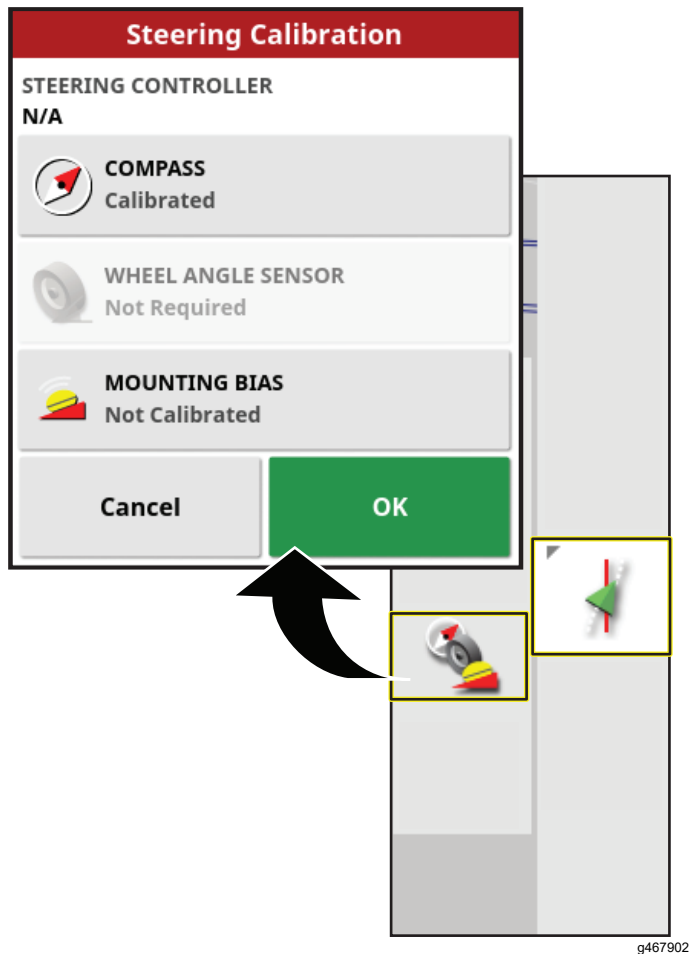 Steering Calibration
STEERING CONTROLLER
N/A
COMPASS
Calibrated
WHEEL ANGLE SENSOR
Not Required
MOUNTING BIAS
Not Calibrated
Cancel
OK
g467902